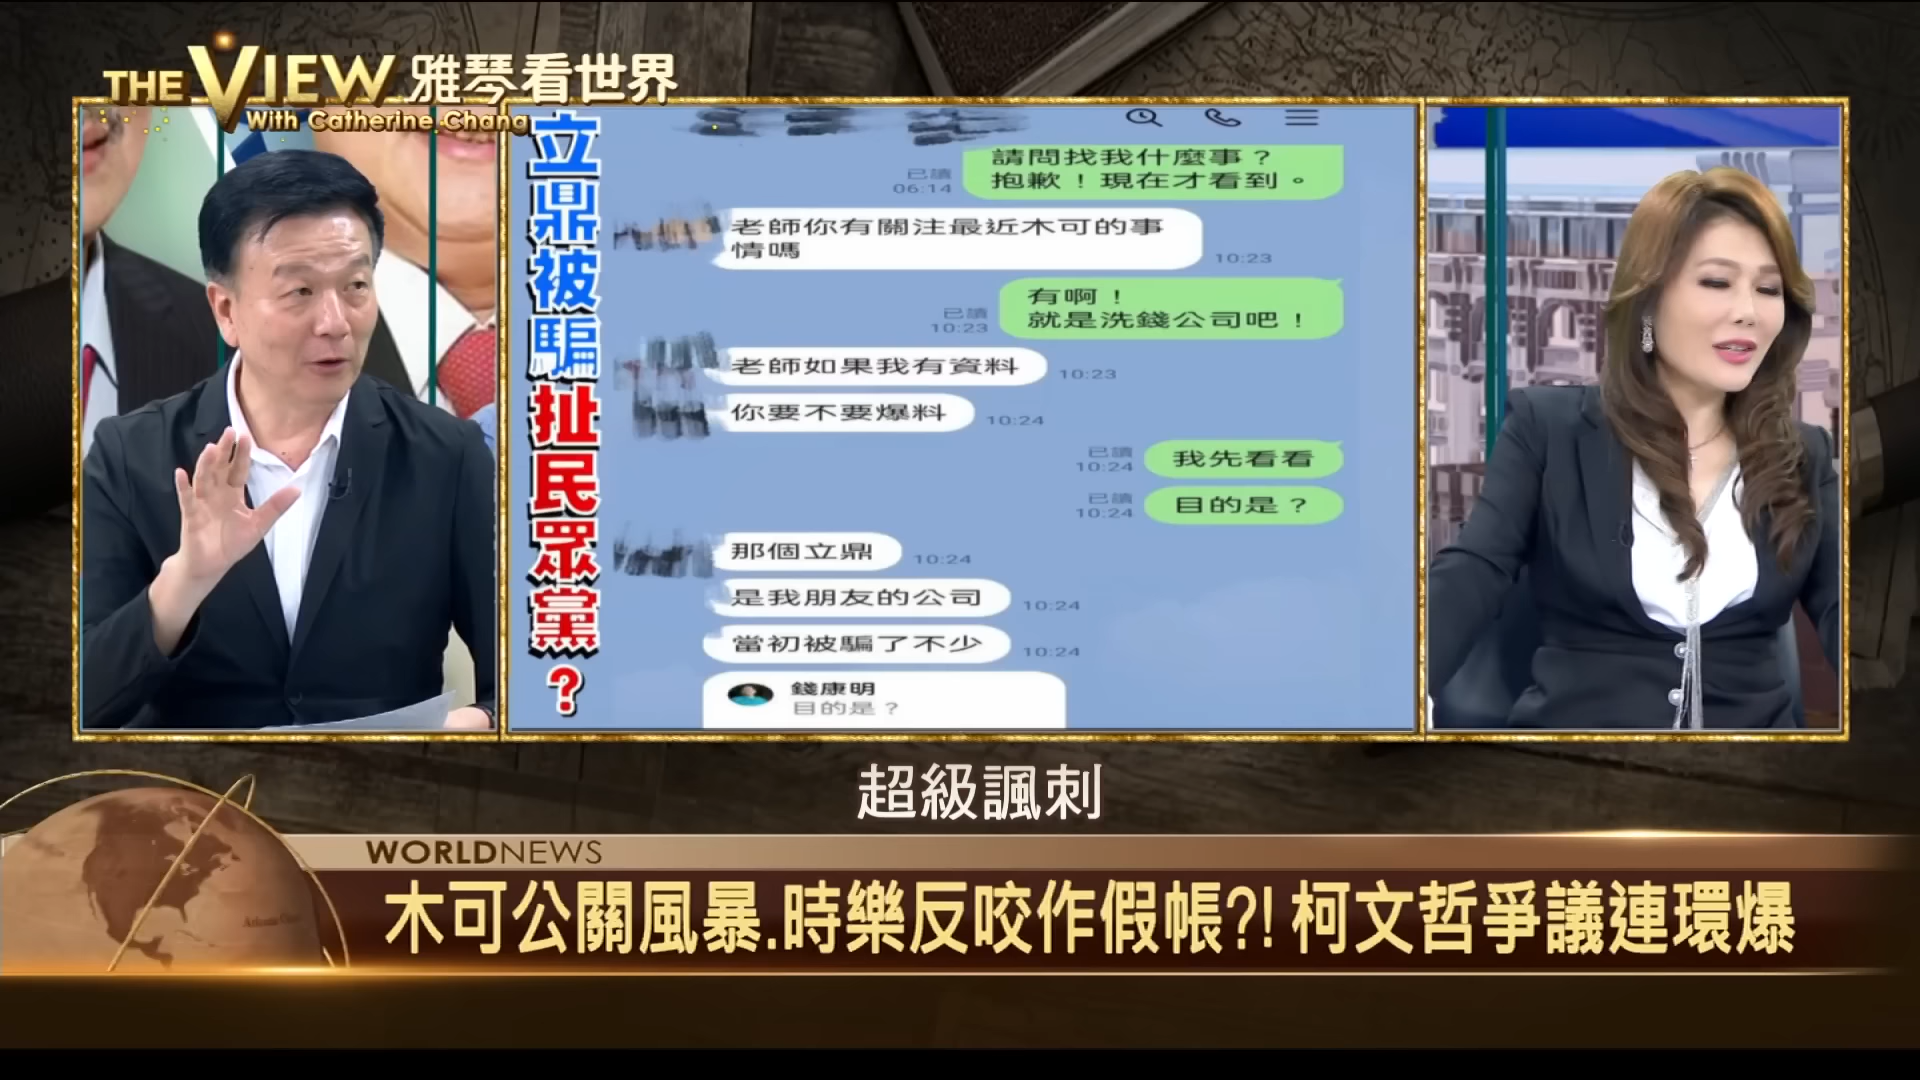 THE VIEW 雅琴看世界
With Catherine Chang
立鼎被騙扯民眾黨？
請問找我什麼事？
抱歉！現在才看到。
已讀
06:14
老師你有關注最近木可的事
情嗎
10:23
有啊！
就是洗錢公司吧！
已讀
10:23
老師如果我有資料
10:23
你要不要爆料
10:24
我先看看
已讀
10:24
目的是？
已讀
10:24
那個立鼎
10:24
是我朋友的公司
10:24
當初被騙了不少
10:24
錢康明
目的是？
超級諷刺
WORLDNEWS
木可公關風暴.時樂反咬作假帳?! 柯文哲爭議連環爆